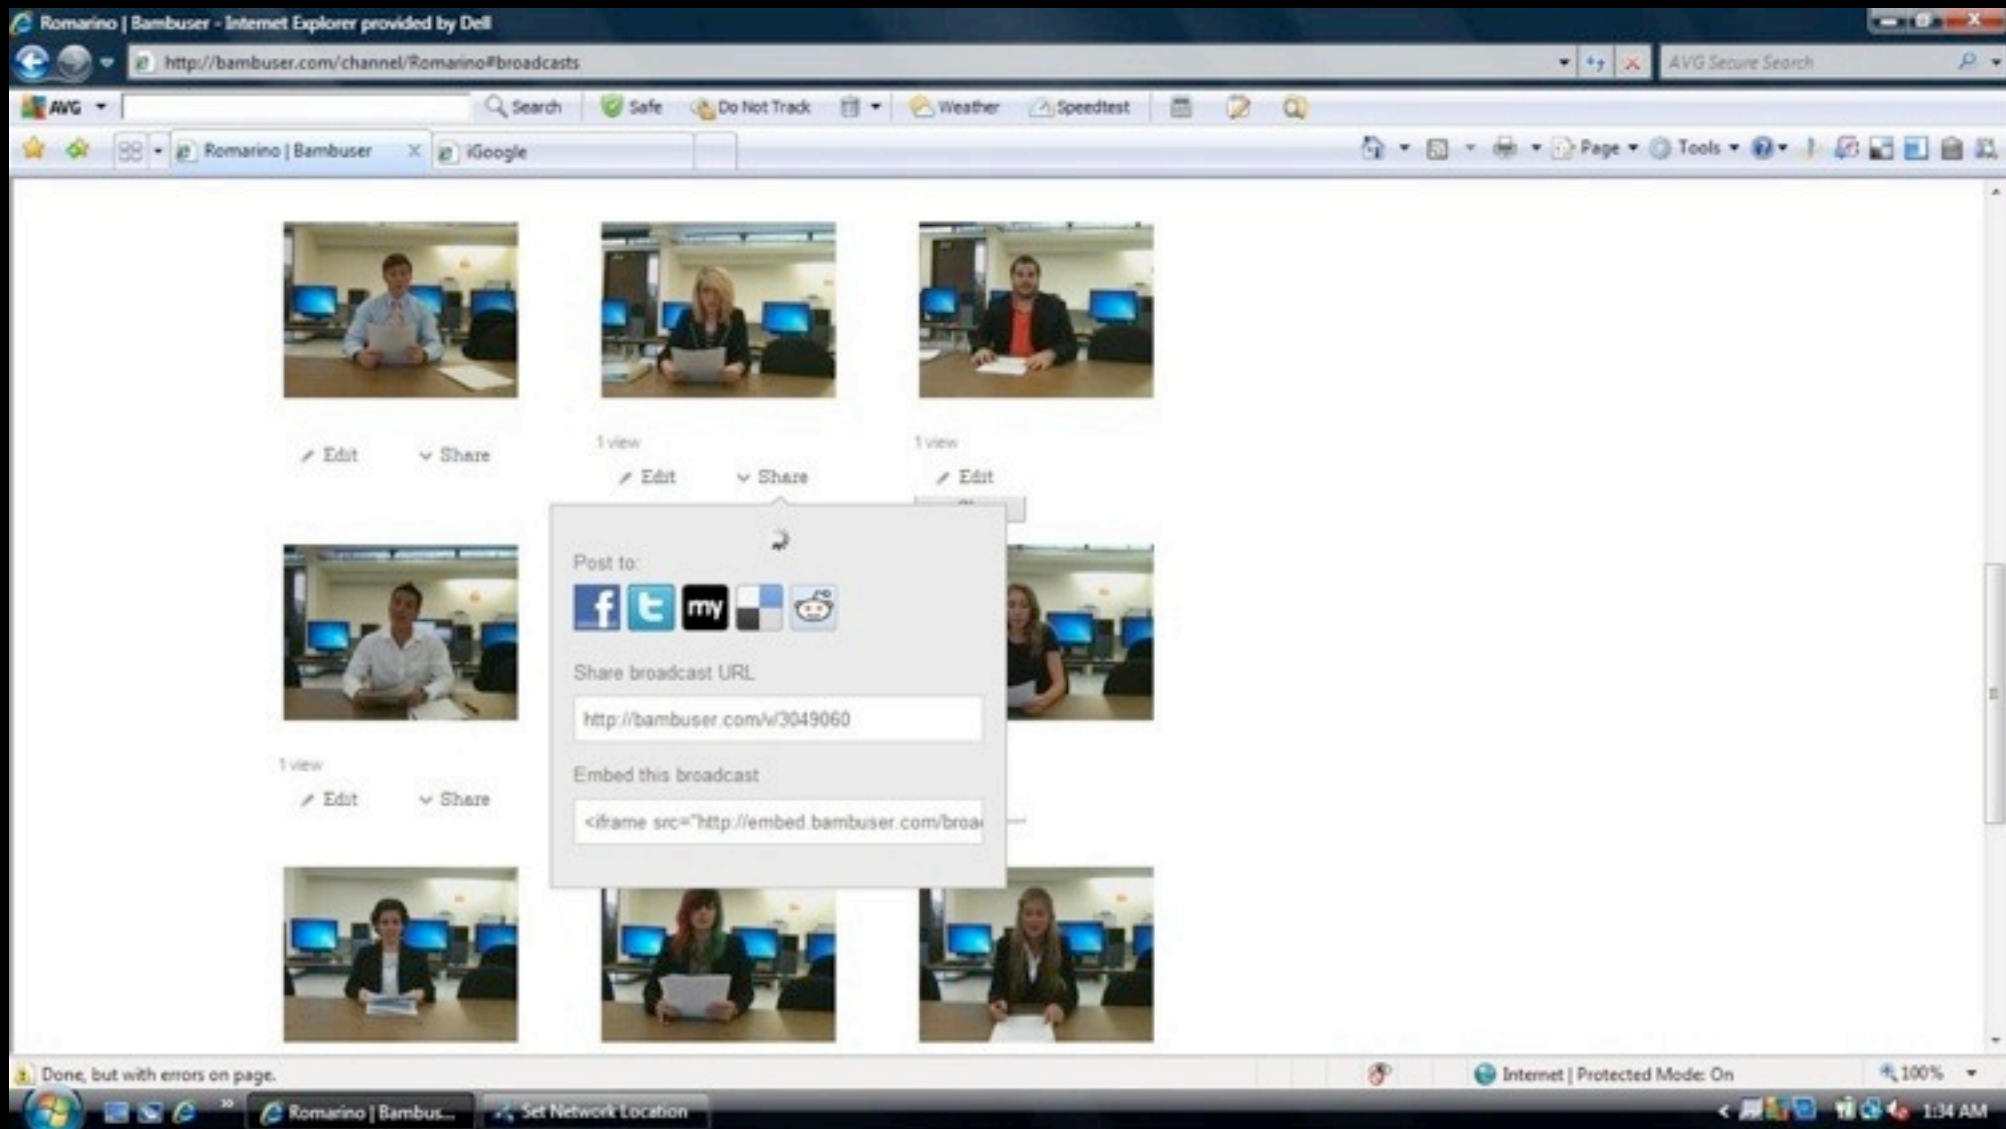 Romarino | Bambuser - Internet Explorer provided by Dell
http://bambuser.com/channel/Romarino#broadcasts
AVG Secure Search
AVG Search Safe Do Not Track Weather Speedtest
Romarino | Bambuser iGoogle Page Tools
1 view 1 view
Edit Share Edit Share Edit
Post to:
my
Share broadcast URL
http://bambuser.com/v/3049060
1 view
Embed this broadcast
Edit Share
<iframe src="http://embed.bambuser.com/broa
Done, but with errors on page. Internet | Protected Mode: On 100%
Romarino | Bambus... Set Network Location 1:34 AM